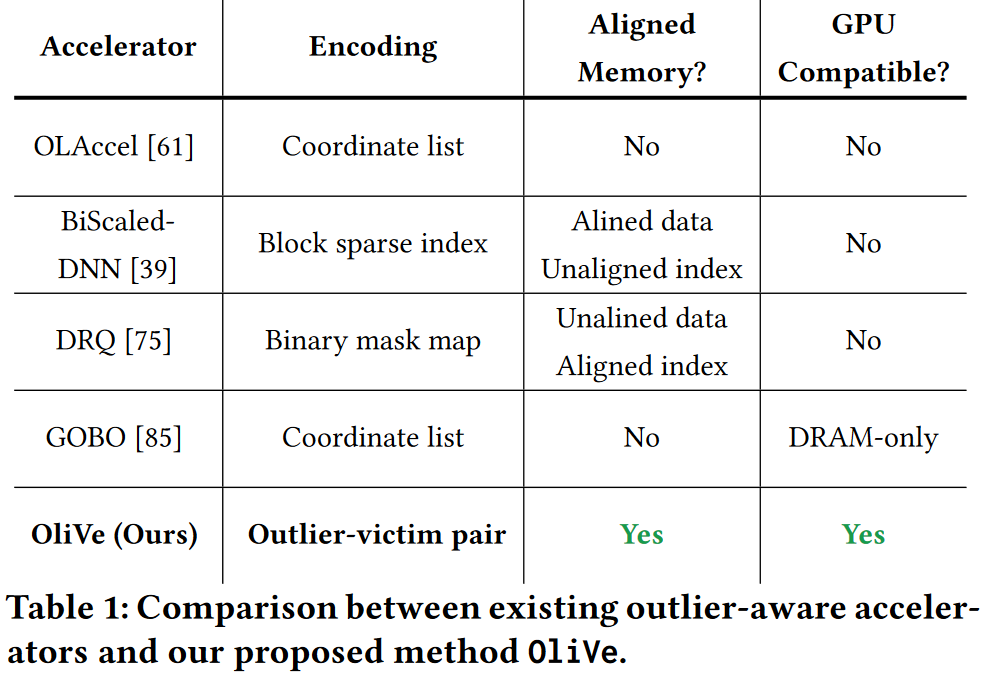 Accelerator Encoding Aligned Memory? GPU Compatible?
OLAccel [61] Coordinate list No No
BiScaled-DNN [39] Block sparse index Alined data Unaligned index No
DRQ [75] Binary mask map Unalined data Aligned index No
GOBO [85] Coordinate list No DRAM-only
OliVe (Ours) Outlier-victim pair Yes Yes
Table 1: Comparison between existing outlier-aware acceler-
ators and our proposed method OliVe.